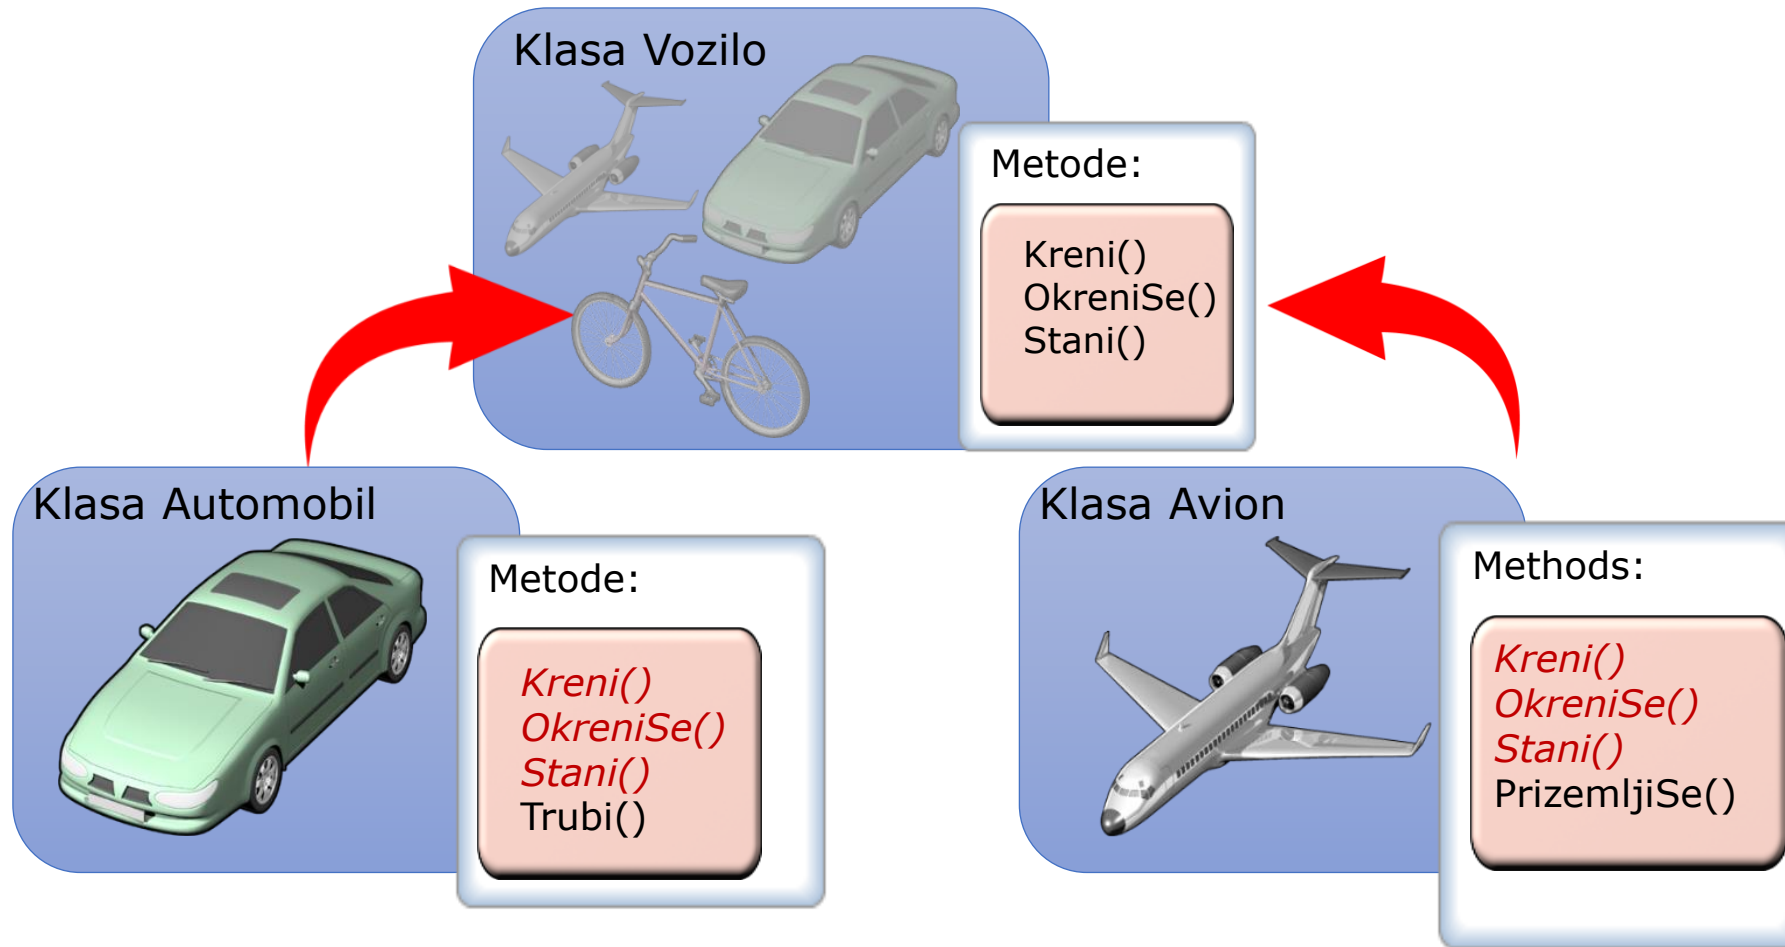 Klasa Vozilo
Metode:
Kreni()
OkreniSe()
Stani()
Klasa Automobil
Metode:
Kreni()
OkreniSe()
Stani()
Trubi()
Klasa Avion
Methods:
Kreni()
OkreniSe()
Stani()
PrizemljiSe()